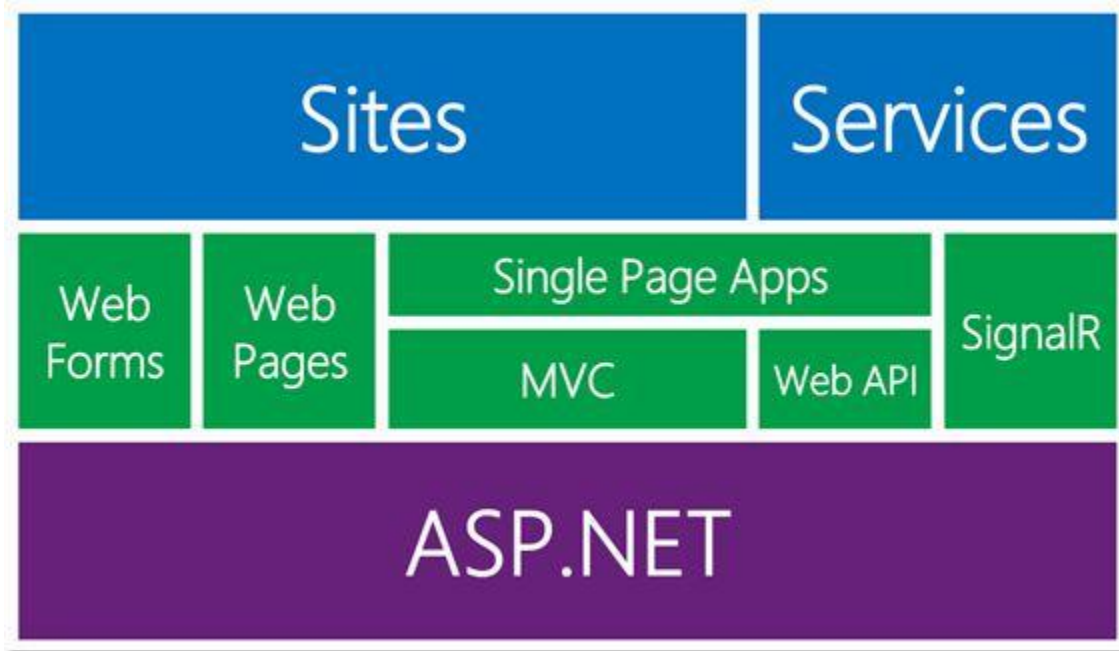 Sites
Services
Web
Forms
Web
Pages
Single Page Apps
MVC
Web API
SignalR
ASP.NET